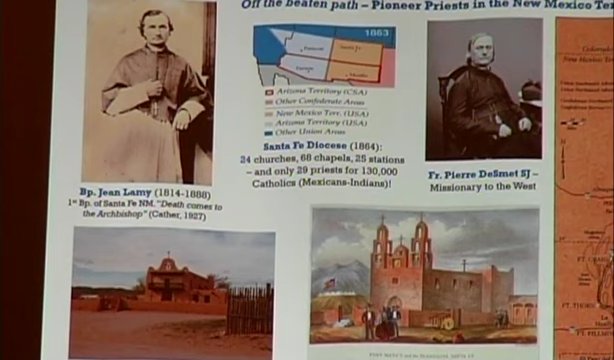 Off the beaten path – Pioneer Priests in the New Mexico Ter
1863
Arizona Territory (CSA)
Other Confederate Areas
New Mexico Terr. (USA)
Arizona Territory (USA)
Other Union Areas
Santa Fe Diocese (1864):
24 churches, 68 chapels, 25 stations
– and only 29 priests for 130,000
Catholics (Mexicans-Indians)!
Bp. Jean Lamy (1814-1888)
1st Bp. of Santa Fe NM. "Death comes to
the Archbishop" (Cather, 1927)
Fr. Pierre DeSmet SJ –
Missionary to the West